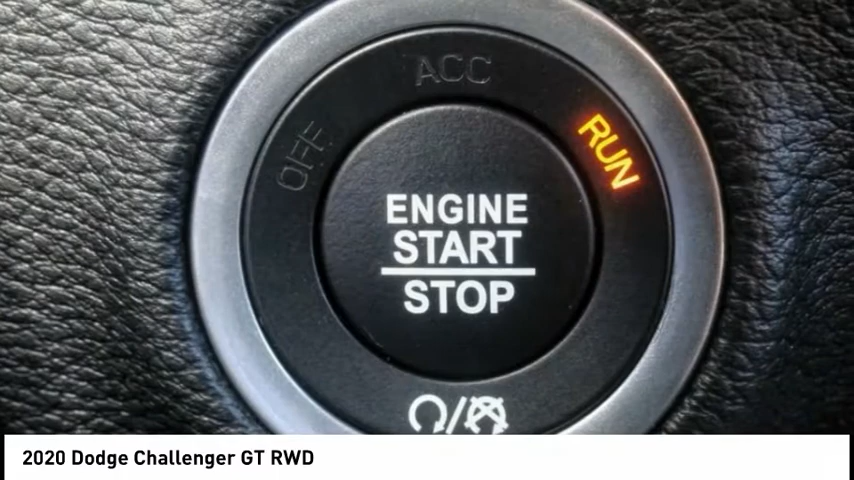 ACC
OFF
RUN
ENGINE
START
STOP
2020 Dodge Challenger GT RWD